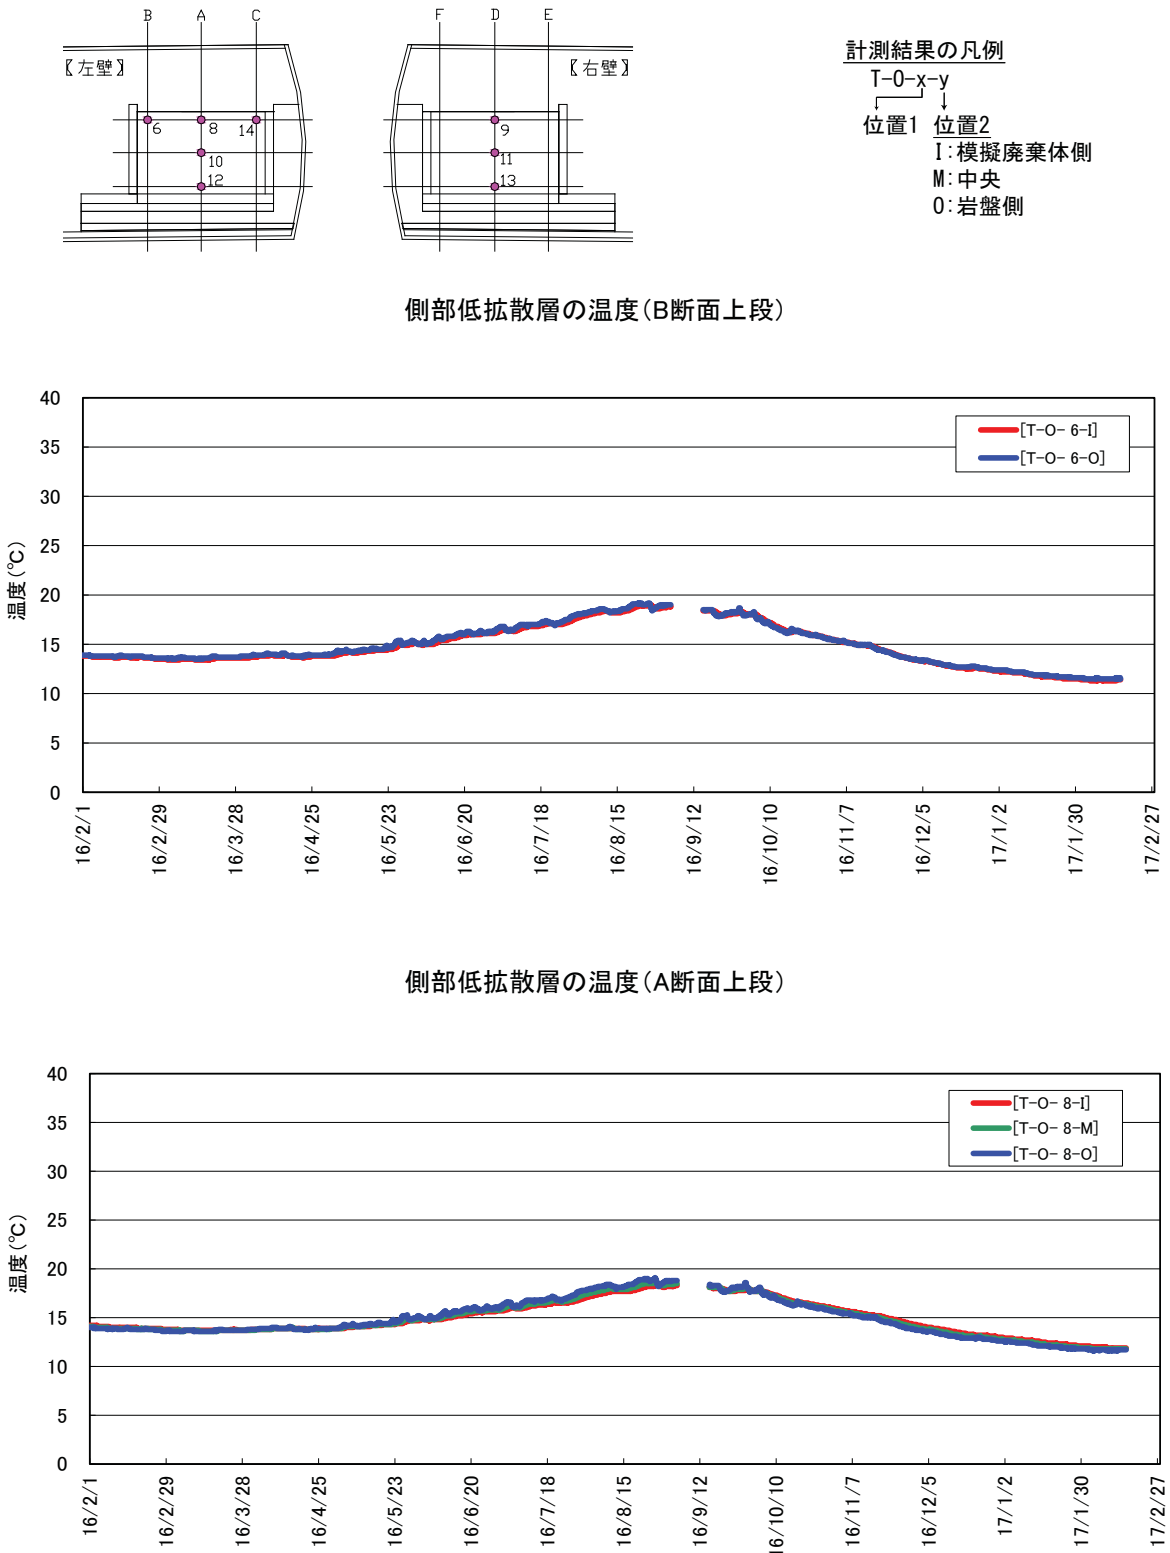 B A C F D E
【左壁】 【右壁】
6 8 14 9
10 11
12 13
計測結果の凡例
T-O-x-y
位置1 位置2
I:模擬廃棄体側
M:中央
O:岩盤側
側部低拡散層の温度(B断面上段)
温度(℃)
40
35
30
25
20
15
10
5
0
[T-O- 6-I]
[T-O- 6-O]
16/2/1 16/2/29 16/3/28 16/4/25 16/5/23 16/6/20 16/7/18 16/8/15 16/9/12 16/10/10 16/11/7 16/12/5 17/1/2 17/1/30 17/2/27
側部低拡散層の温度(A断面上段)
温度(℃)
40
35
30
25
20
15
10
5
0
[T-O- 8-I]
[T-O- 8-M]
[T-O- 8-O]
16/2/1 16/2/29 16/3/28 16/4/25 16/5/23 16/6/20 16/7/18 16/8/15 16/9/12 16/10/10 16/11/7 16/12/5 17/1/2 17/1/30 17/2/27